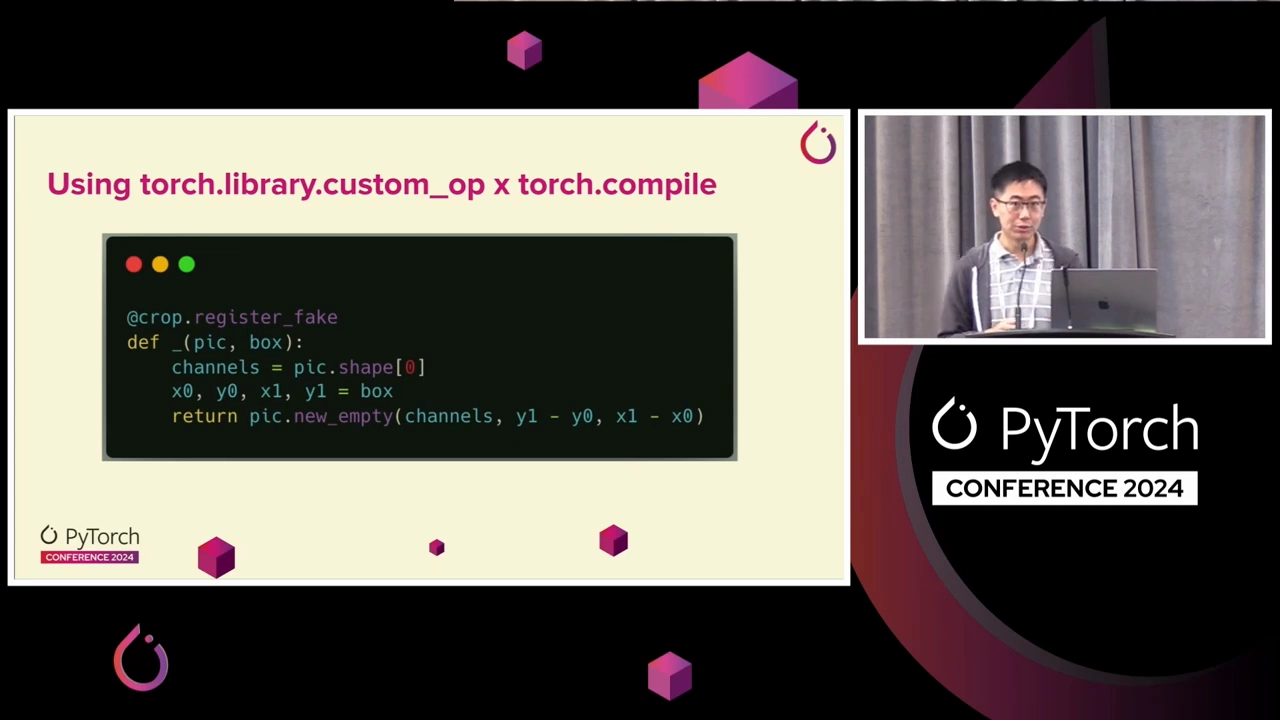 Using torch.library.custom_op x torch.compile
@crop.register_fake
def _(pic, box):
    channels = pic.shape[0]
    x0, y0, x1, y1 = box
    return pic.new_empty(channels, y1 - y0, x1 - x0)
PyTorch
CONFERENCE 2024
PyTorch
CONFERENCE 2024